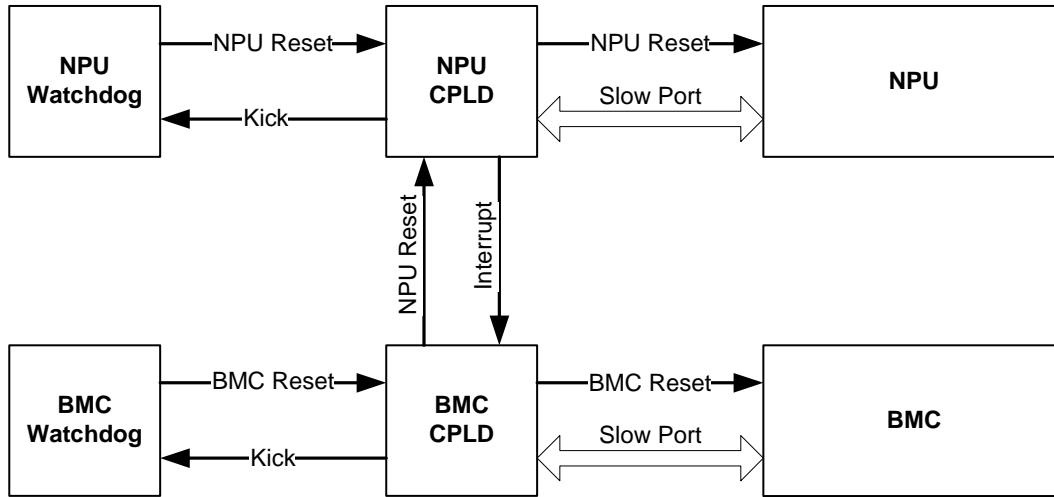 NPU Reset
NPU Reset
NPU
Watchdog
NPU
CPLD
NPU
Slow Port
Kick
NPU Reset
Interrupt
BMC Reset
BMC Reset
BMC
Watchdog
BMC
CPLD
BMC
Slow Port
Kick